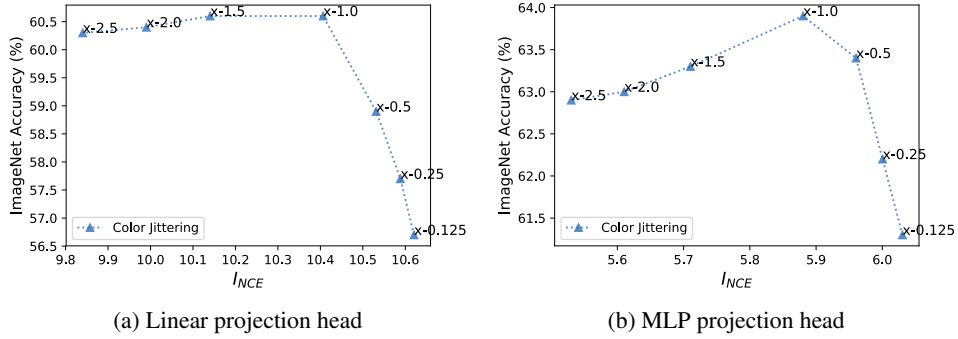 60.5
60.0
59.5
59.0
58.5
58.0
57.5
57.0
56.5
ImageNet Accuracy (%)
x-2.5
x-2.0
x-1.5
x-1.0
x-0.5
x-0.25
x-0.125
Color Jittering
9.8 9.9 10.0 10.1 10.2 10.3 10.4 10.5 10.6
I_NCE
(a) Linear projection head
64.0
63.5
63.0
62.5
62.0
61.5
ImageNet Accuracy (%)
x-2.5
x-2.0
x-1.5
x-1.0
x-0.5
x-0.25
x-0.125
Color Jittering
5.6 5.7 5.8 5.9 6.0
I_NCE
(b) MLP projection head